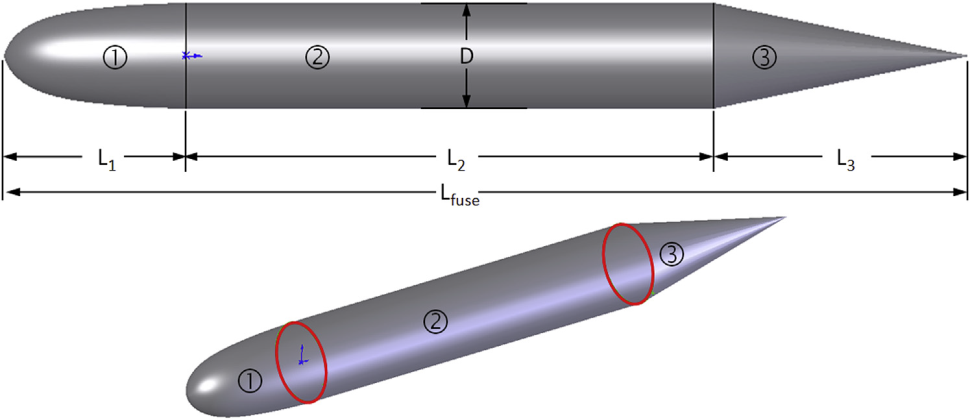 ① ② D ③
L₁ L₂ L₃
Lfuse
③
②
①